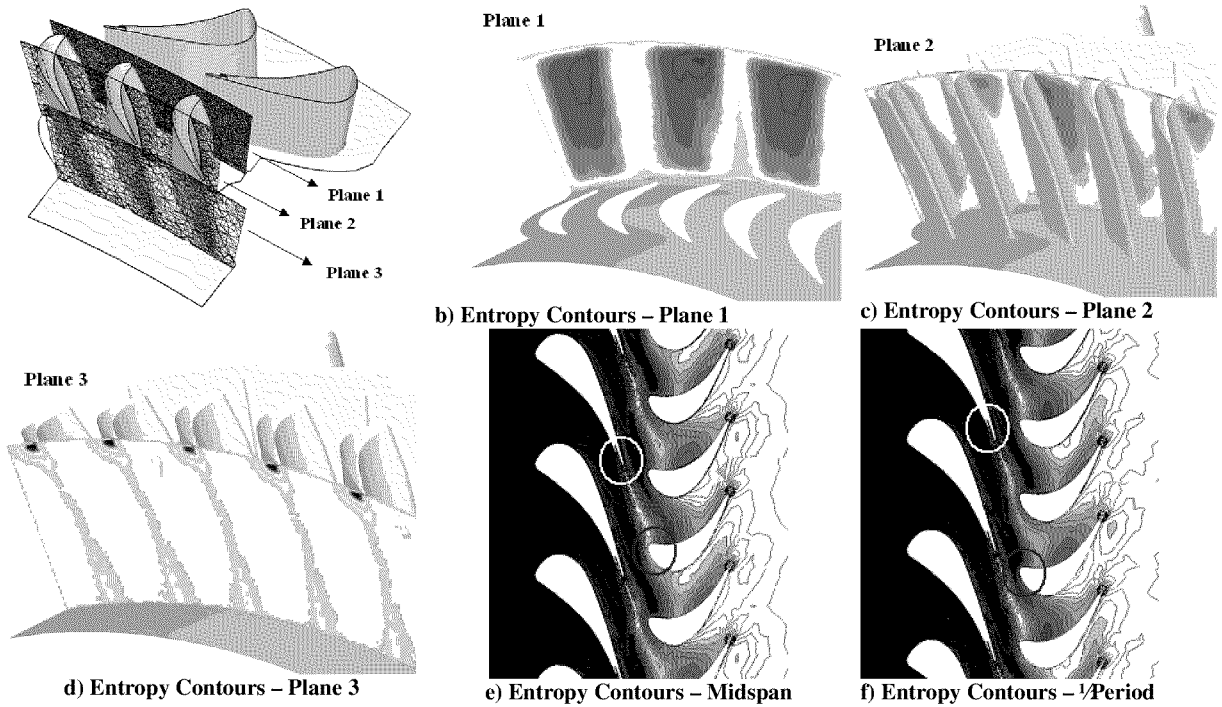 Plane 1
Plane 2
Plane 3
Plane 1
b) Entropy Contours – Plane 1
Plane 2
c) Entropy Contours – Plane 2
Plane 3
d) Entropy Contours – Plane 3
e) Entropy Contours – Midspan
f) Entropy Contours – ½Period